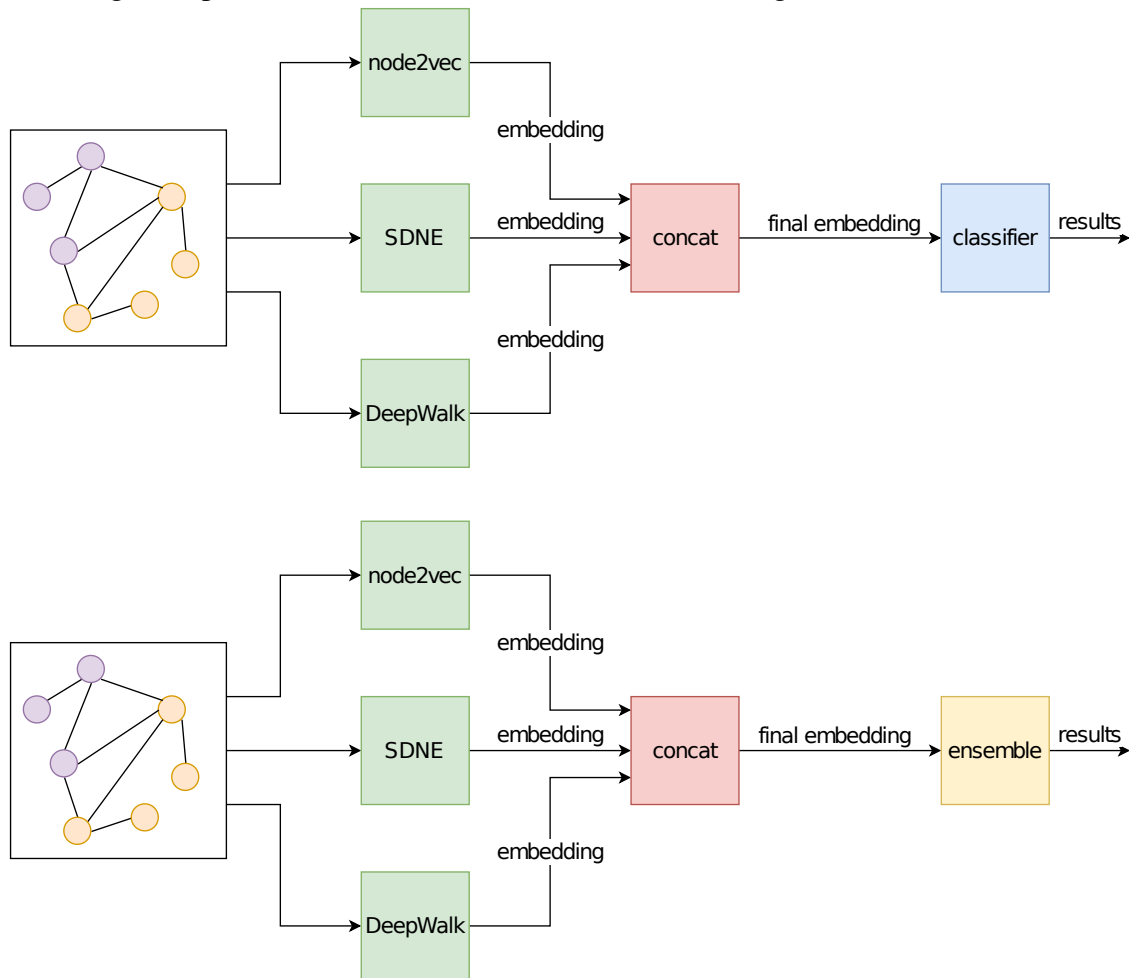 node2vec
embedding
SDNE
embedding
concat
final embedding
classifier
results
embedding
DeepWalk
node2vec
embedding
SDNE
embedding
concat
final embedding
ensemble
results
embedding
DeepWalk